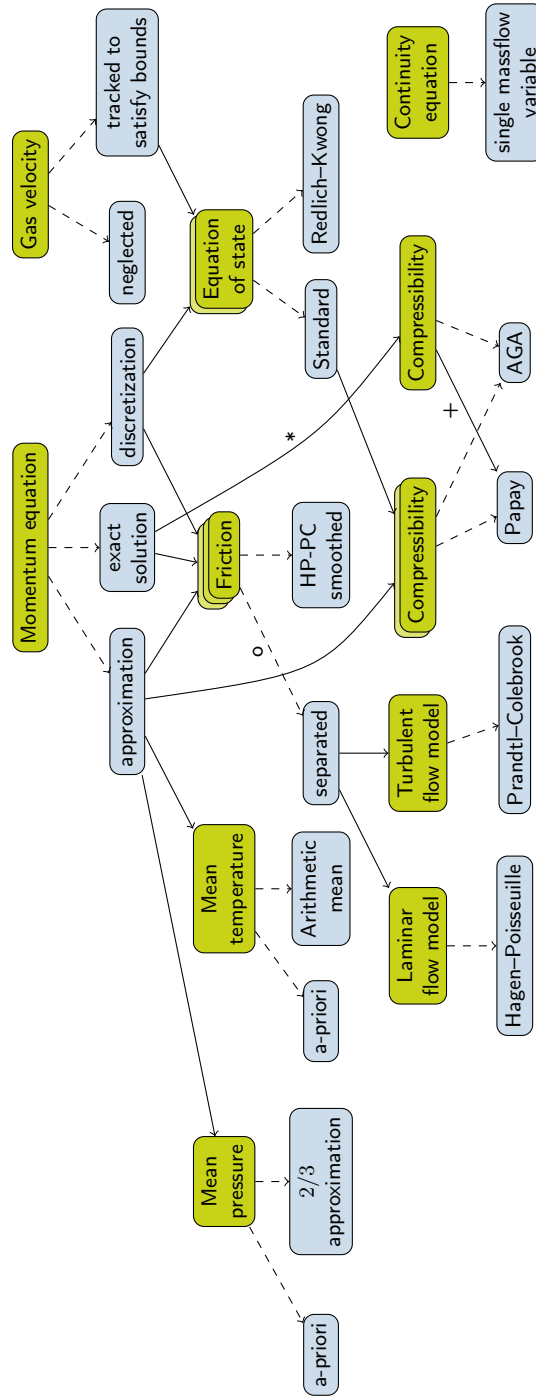 Momentum equation
Gas velocity
approximation
exact
solution
discretization
neglected
tracked to
satisfy bounds
Mean
pressure
Mean
temperature
Friction
Equation
of state
a-priori
2/3
approximation
a-priori
Arithmetic
mean
separated
HP-PC
smoothed
Standard
Redlich–Kwong
*
o
Laminar
flow model
Turbulent
flow model
Compressibility
Compressibility
Continuity
equation
+
Hagen–Poisseuille
Prandtl–Colebrook
Papay
AGA
single massflow
variable